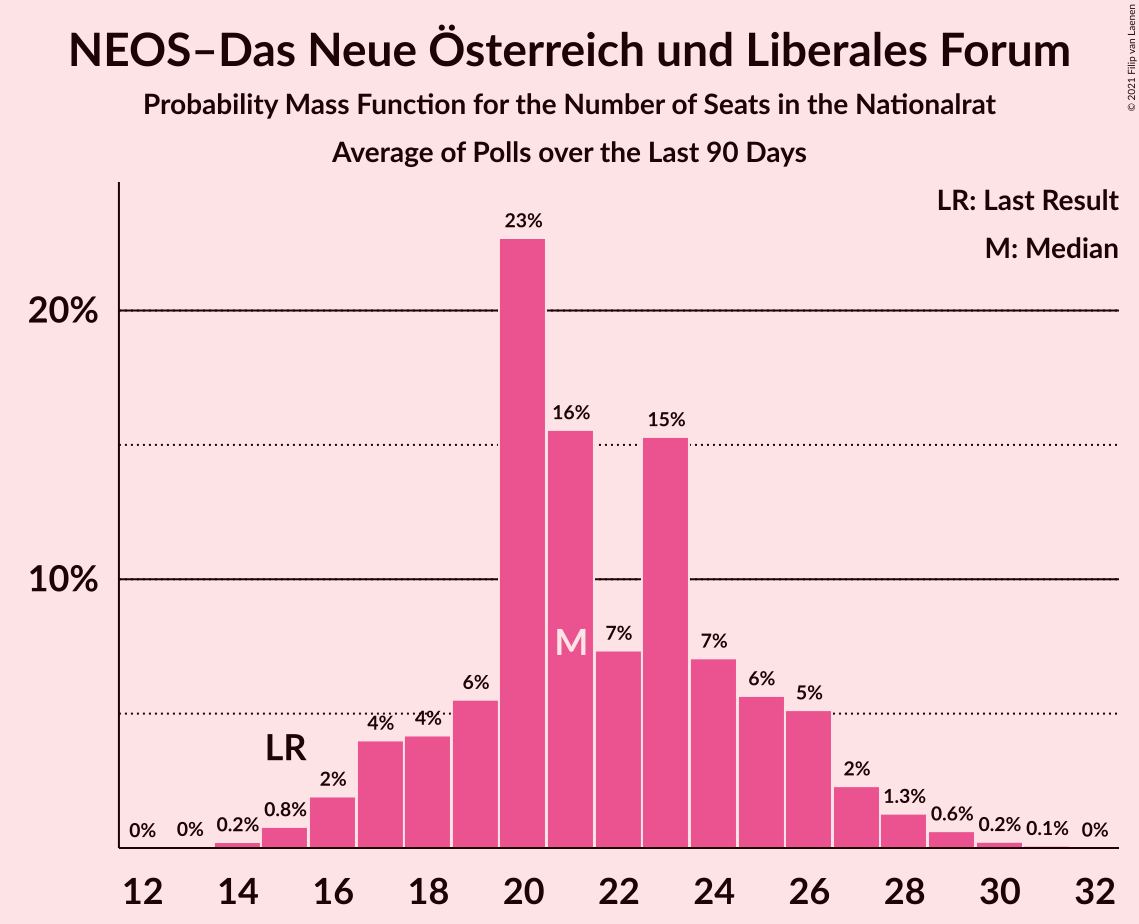 NEOS–Das Neue Österreich und Liberales Forum
Probability Mass Function for the Number of Seats in the Nationalrat
Average of Polls over the Last 90 Days
© 2021 Filip van Laenen
LR: Last Result
M: Median
20%
10%
0% 0% 0.2% 0.8% 2% 4% 4% 6% 23% 16% 7% 15% 7% 6% 5% 2% 1.3% 0.6% 0.2% 0.1% 0%
LR
M
12 14 16 18 20 22 24 26 28 30 32